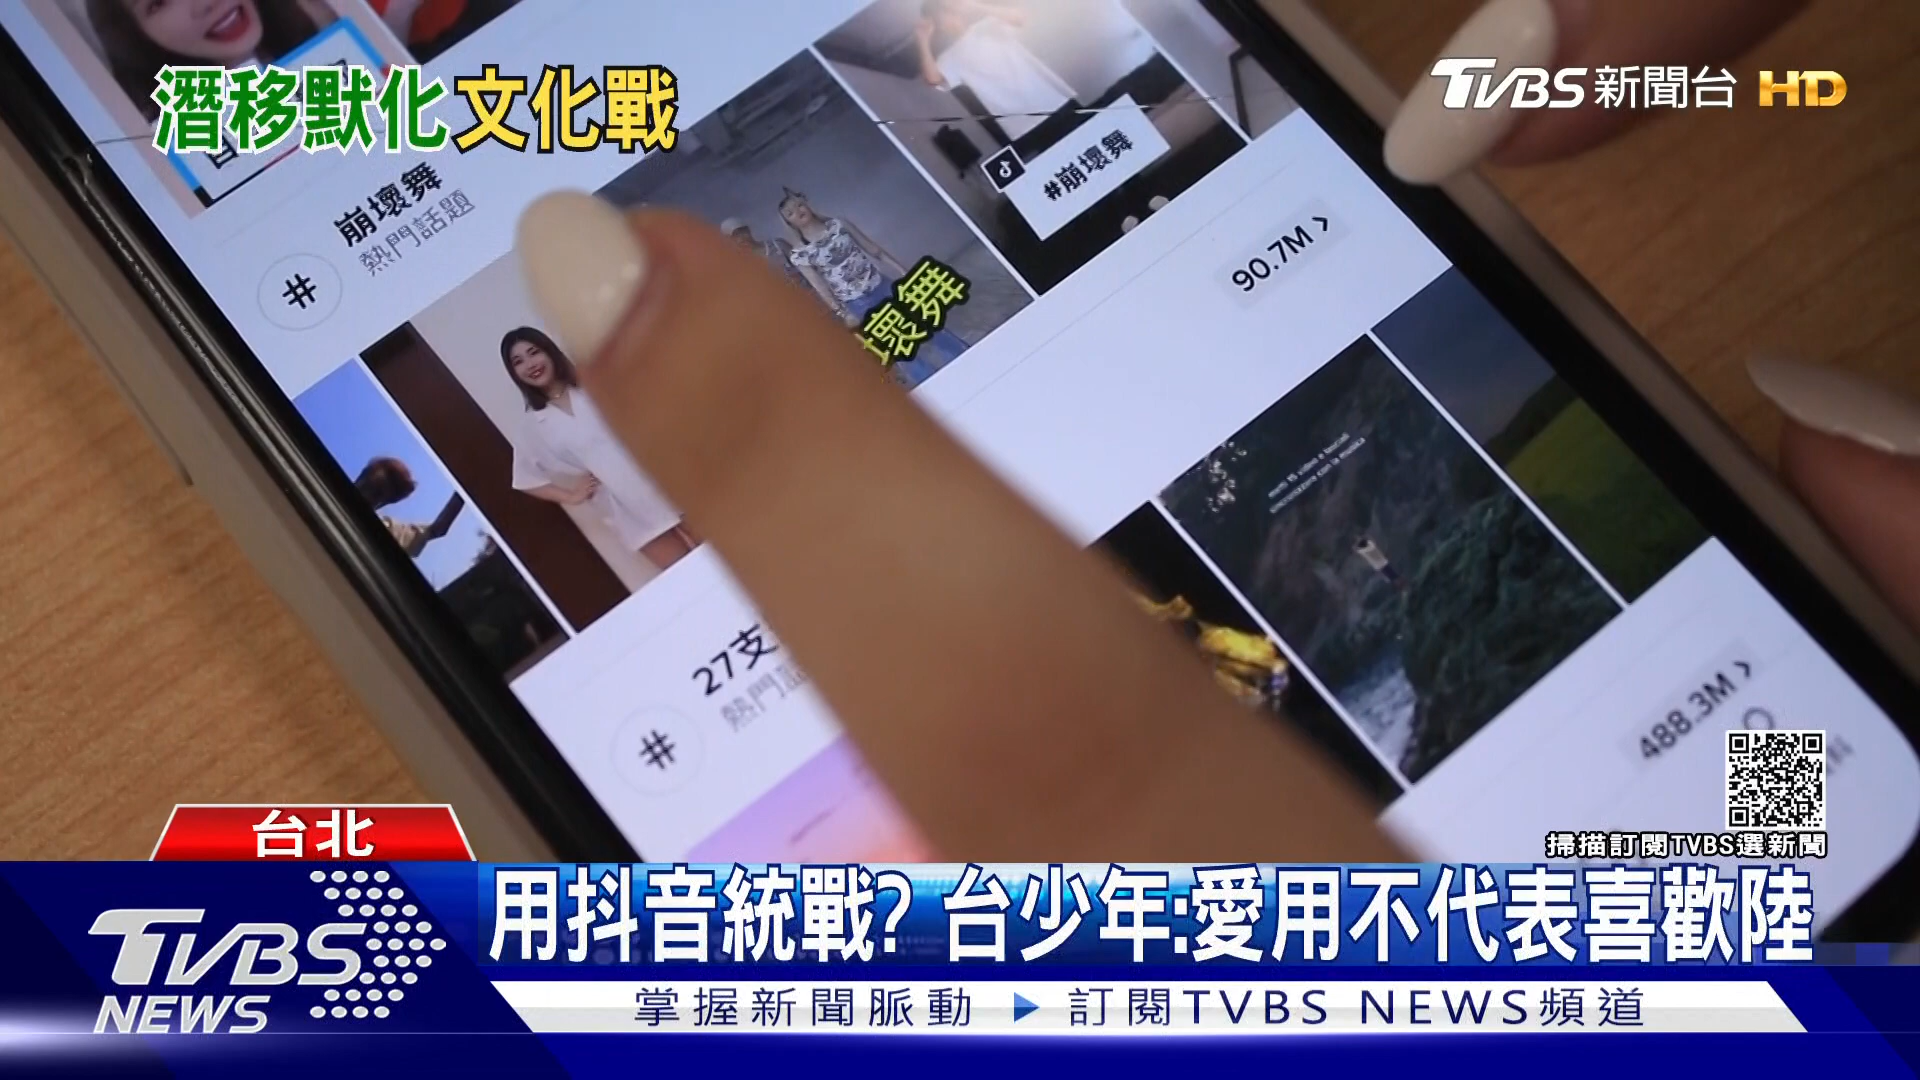 潛移默化文化戰
TVBS新聞台 HD
崩壞舞
熱門話題
#
#崩壞舞
壞舞
90.7M >
27支
熱門
#
488.3M >
掃描訂閱TVBS選新聞
台北
用抖音統戰? 台少年:愛用不代表喜歡陸
TVBS
NEWS
掌握新聞脈動 ▶ 訂閱TVBS NEWS頻道